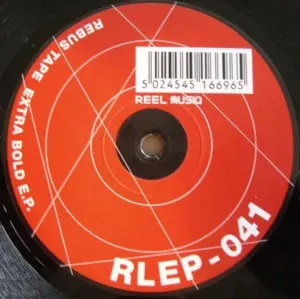 5 024545 166965
REEL MUSIQ
REBUS TAPE EXTRA BOLD E.P.
RLEP-041